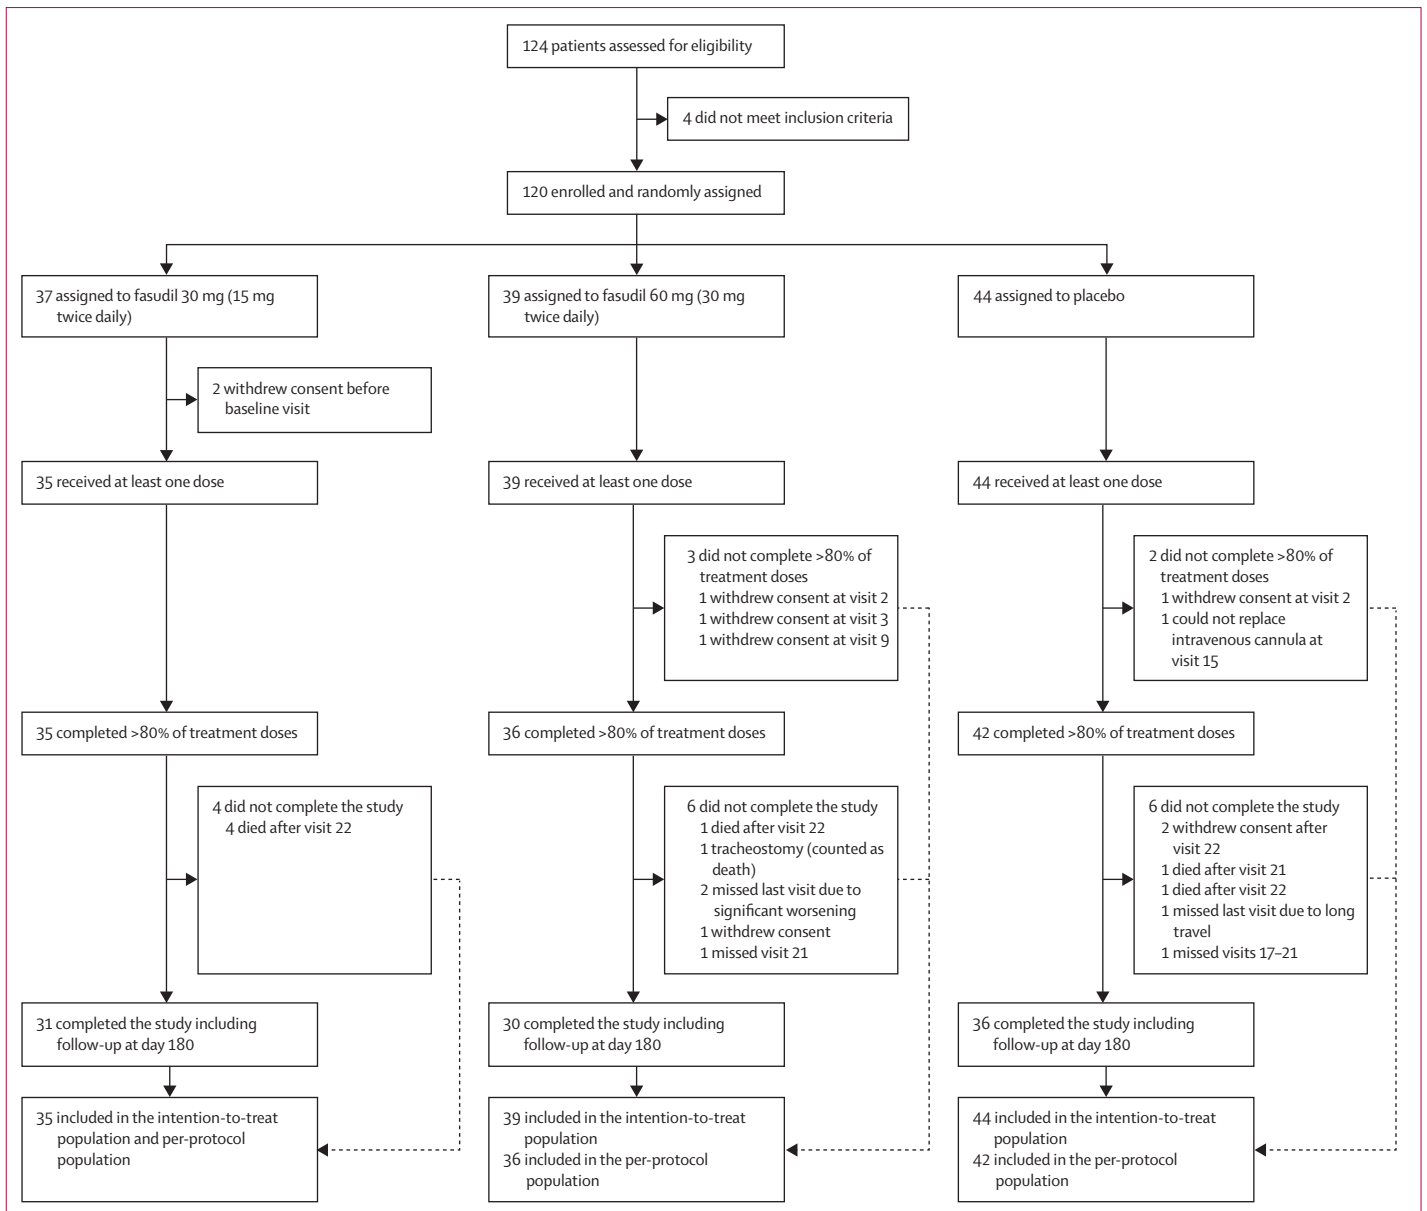 124 patients assessed for eligibility
4 did not meet inclusion criteria
120 enrolled and randomly assigned
37 assigned to fasudil 30 mg (15 mg
twice daily)
39 assigned to fasudil 60 mg (30 mg
twice daily)
44 assigned to placebo
2 withdrew consent before
baseline visit
35 received at least one dose
39 received at least one dose
44 received at least one dose
3 did not complete >80% of
treatment doses
1 withdrew consent at visit 2
1 withdrew consent at visit 3
1 withdrew consent at visit 9
2 did not complete >80% of
treatment doses
1 withdrew consent at visit 2
1 could not replace
intravenous cannula at
visit 15
35 completed >80% of treatment doses
36 completed >80% of treatment doses
42 completed >80% of treatment doses
4 did not complete the study
4 died after visit 22
6 did not complete the study
1 died after visit 22
1 tracheostomy (counted as
death)
2 missed last visit due to
significant worsening
1 withdrew consent
1 missed visit 21
6 did not complete the study
2 withdrew consent after
visit 22
1 died after visit 21
1 died after visit 22
1 missed last visit due to long
travel
1 missed visits 17–21
31 completed the study including
follow-up at day 180
30 completed the study including
follow-up at day 180
36 completed the study including
follow-up at day 180
35 included in the intention-to-treat
population and per-protocol
population
39 included in the intention-to-treat
population
36 included in the per-protocol
population
44 included in the intention-to-treat
population
42 included in the per-protocol
population